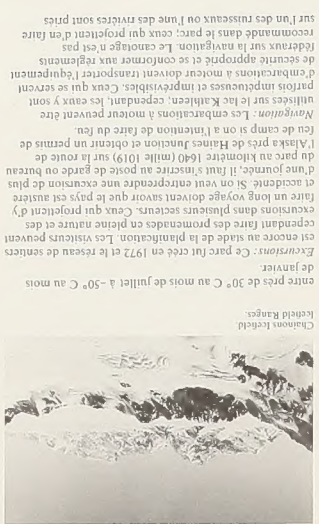 Chaînons Icefield.
Icefield Ranges.
entre près de 30° C au mois de juillet à –50° C au mois
de janvier.
Excursions: Ce parc fut créé en 1972 et le réseau de sentiers
est encore au stade de la planification. Les visiteurs peuvent
cependant faire des promenades en pleine nature et des
excursions dans plusieurs secteurs. Ceux qui projettent d'y
faire un long voyage doivent savoir que le pays est austère
et accidenté. Si on veut entreprendre une excursion de plus
d'une journée, il faut s'inscrire au poste de garde ou bureau
du parc au kilomètre 1640 (mille 1019) sur la route de
l'Alaska près de Haines Junction et obtenir un permis de
feu de camp si on a l'intention de faire du feu.
Navigation: Les embarcations à moteur peuvent être
utilisées sur le lac Kathleen; cependant, les eaux y sont
parfois impétueuses et imprévisibles. Ceux qui se servent
d'embarcations à moteur doivent transporter l'équipement
de sécurité approprié et se conformer aux règlements
fédéraux sur la navigation. Le canotage n'est pas
recommandé dans le parc; ceux qui projettent d'en faire
sur l'un des ruisseaux ou l'une des rivières sont priés